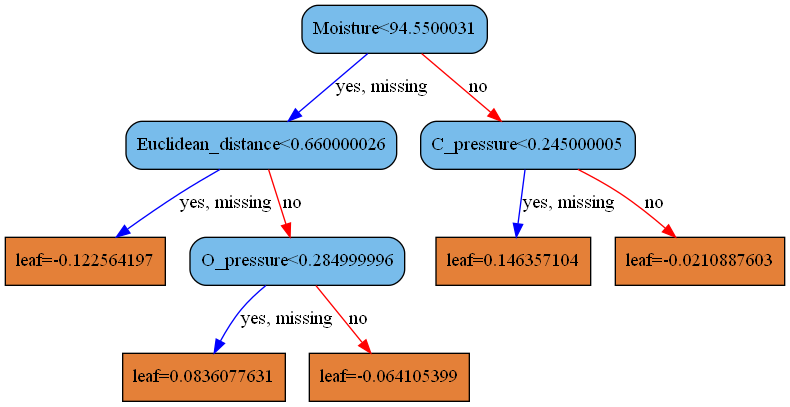 Moisture<94.5500031
yes, missing
no
Euclidean_distance<0.660000026
C_pressure<0.245000005
yes, missing
no
yes, missing
no
leaf=-0.122564197
O_pressure<0.284999996
leaf=0.146357104
leaf=-0.0210887603
yes, missing
no
leaf=0.0836077631
leaf=-0.064105399